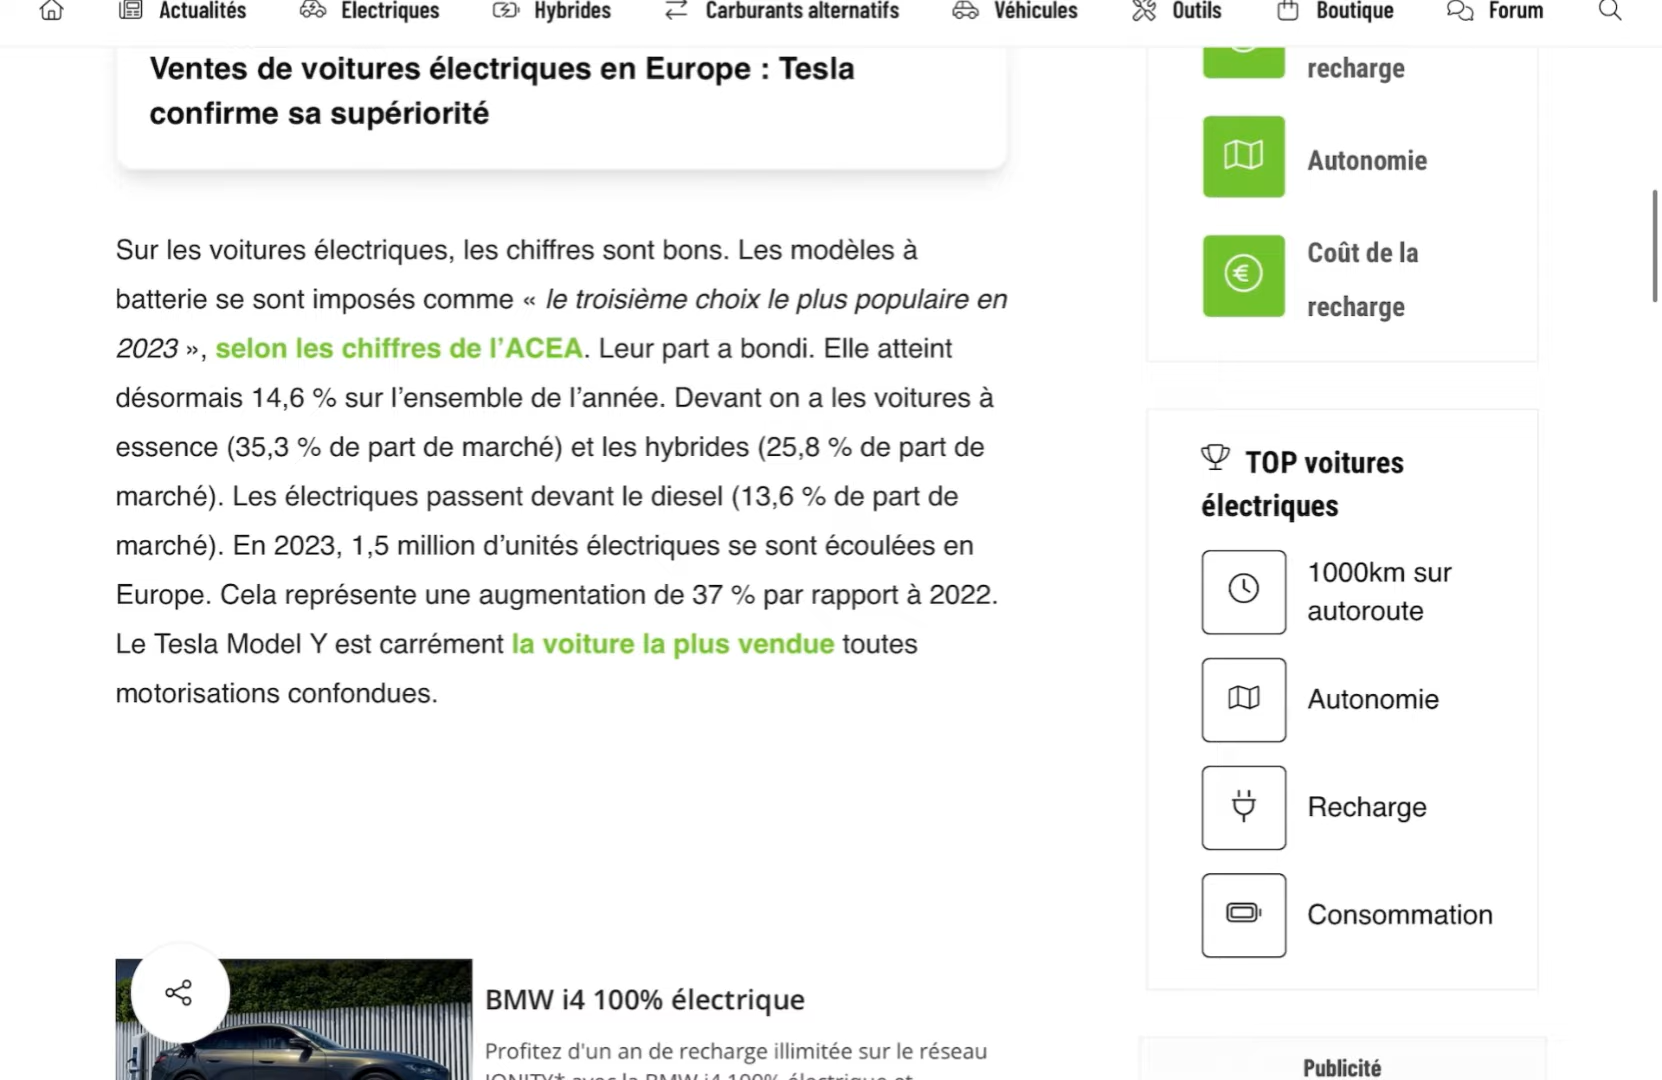 Actualités
Electriques
Hybrides
Carburants alternatifs
Véhicules
Outils
Boutique
Forum
Ventes de voitures électriques en Europe : Tesla
confirme sa supériorité
Sur les voitures électriques, les chiffres sont bons. Les modèles à
batterie se sont imposés comme « le troisième choix le plus populaire en
2023 », selon les chiffres de l’ACEA. Leur part a bondi. Elle atteint
désormais 14,6 % sur l’ensemble de l’année. Devant on a les voitures à
essence (35,3 % de part de marché) et les hybrides (25,8 % de part de
marché). Les électriques passent devant le diesel (13,6 % de part de
marché). En 2023, 1,5 million d’unités électriques se sont écoulées en
Europe. Cela représente une augmentation de 37 % par rapport à 2022.
Le Tesla Model Y est carrément la voiture la plus vendue toutes
motorisations confondues.
BMW i4 100% électrique
Profitez d'un an de recharge illimitée sur le réseau
IONITY* avec la BMW i4 100% électrique et
recharge
Autonomie
Coût de la
recharge
TOP voitures
électriques
1000km sur
autoroute
Autonomie
Recharge
Consommation
Publicité